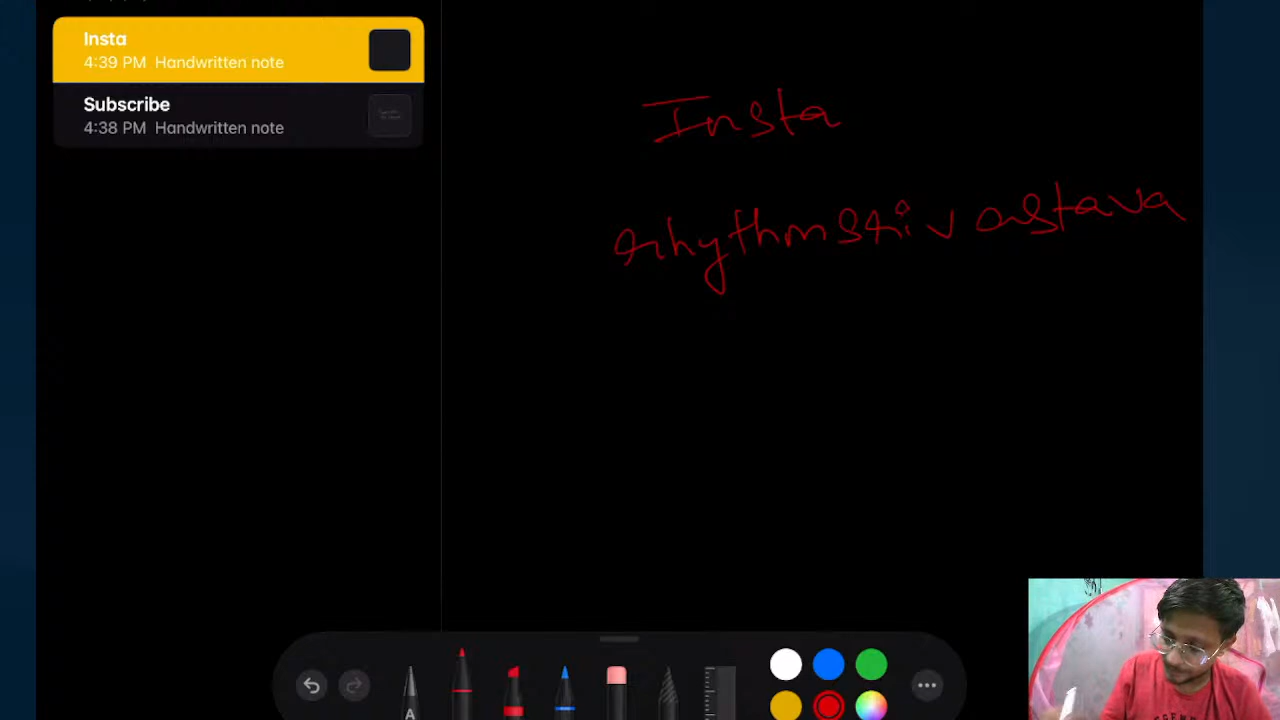 Insta
4:39 PM Handwritten note
Subscribe
4:38 PM Handwritten note
Insta
rhythmsrivastava
A